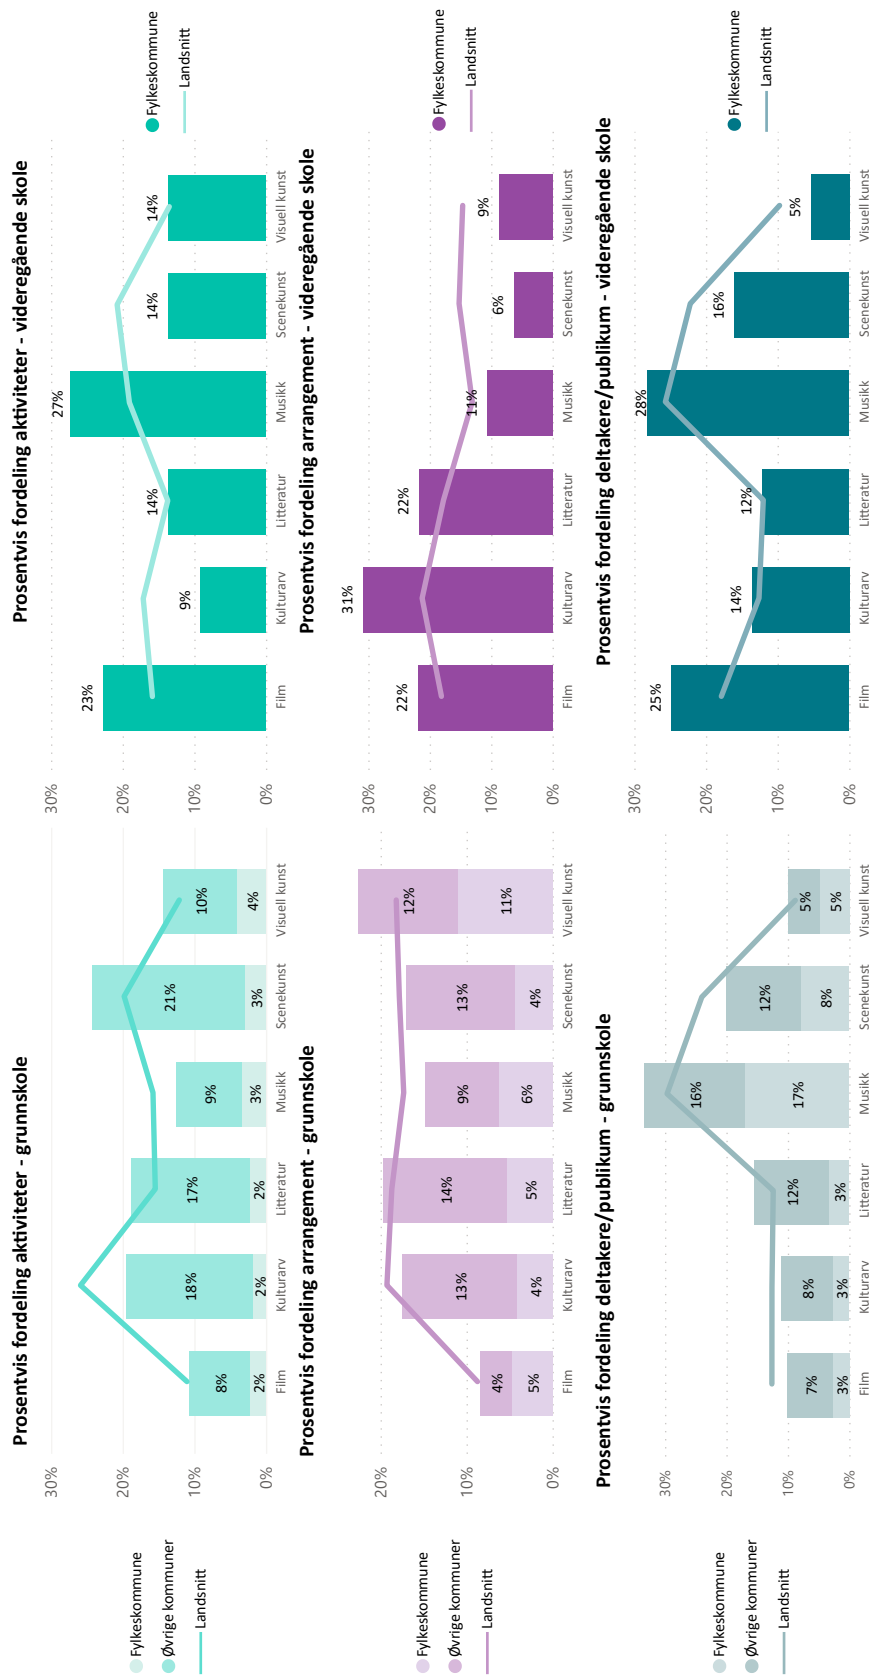 Prosentvis fordeling aktiviteter - grunnskole
30%
20%
10%
0%
8%
2%
18%
2%
17%
2%
9%
3%
21%
3%
10%
4%
Film
Kulturarv
Litteratur
Musikk
Scenekunst
Visuell kunst
Fylkeskommune
Øvrige kommuner
Landsnitt
Prosentvis fordeling aktiviteter - videregående skole
30%
20%
10%
0%
23%
9%
14%
27%
14%
14%
Film
Kulturarv
Litteratur
Musikk
Scenekunst
Visuell kunst
Fylkeskommune
Landsnitt
Prosentvis fordeling arrangement - grunnskole
20%
10%
0%
4%
5%
13%
4%
14%
5%
9%
6%
13%
4%
12%
11%
Film
Kulturarv
Litteratur
Musikk
Scenekunst
Visuell kunst
Fylkeskommune
Øvrige kommuner
Landsnitt
Prosentvis fordeling arrangement - videregående skole
30%
20%
10%
0%
22%
31%
22%
11%
6%
9%
Film
Kulturarv
Litteratur
Musikk
Scenekunst
Visuell kunst
Fylkeskommune
Landsnitt
Prosentvis fordeling deltakere/publikum - grunnskole
30%
20%
10%
0%
7%
3%
8%
3%
12%
3%
16%
17%
12%
8%
5%
5%
Film
Kulturarv
Litteratur
Musikk
Scenekunst
Visuell kunst
Fylkeskommune
Øvrige kommuner
Landsnitt
Prosentvis fordeling deltakere/publikum - videregående skole
30%
20%
10%
0%
25%
14%
12%
28%
16%
5%
Film
Kulturarv
Litteratur
Musikk
Scenekunst
Visuell kunst
Fylkeskommune
Landsnitt